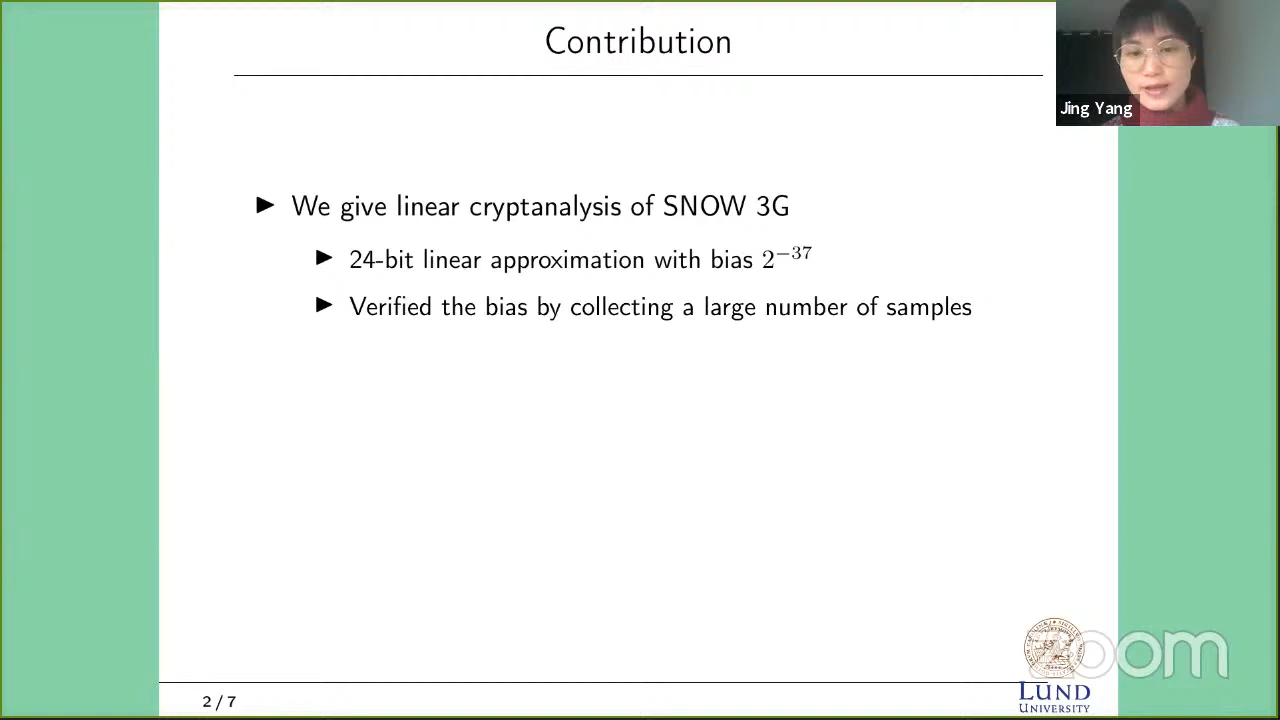 Contribution
Jing Yang
▶ We give linear cryptanalysis of SNOW 3G
▶ 24-bit linear approximation with bias 2⁻³⁷
▶ Verified the bias by collecting a large number of samples
zoom
2 / 7
LUND
UNIVERSITY